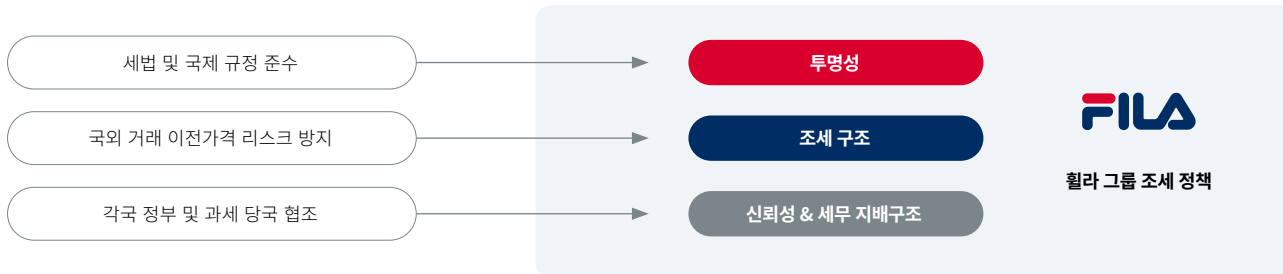 세법 및 국제 규정 준수
투명성
국외 거래 이전가격 리스크 방지
조세 구조
각국 정부 및 과세 당국 협조
신뢰성 & 세무 지배구조
FILA
휠라 그룹 조세 정책